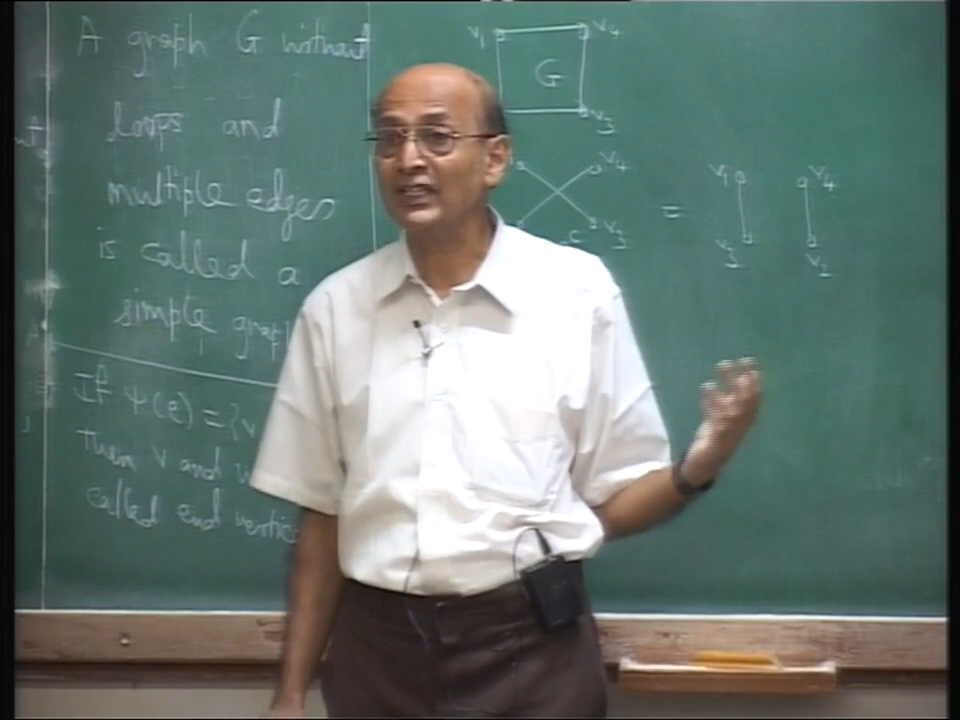 A graph G without
loops and
multiple edges
is called a
simple graph
If ψ(e) = {v
then v and
called end
v1 v4
G
v3
v4
c v3
=
v1 v4
v3 v2